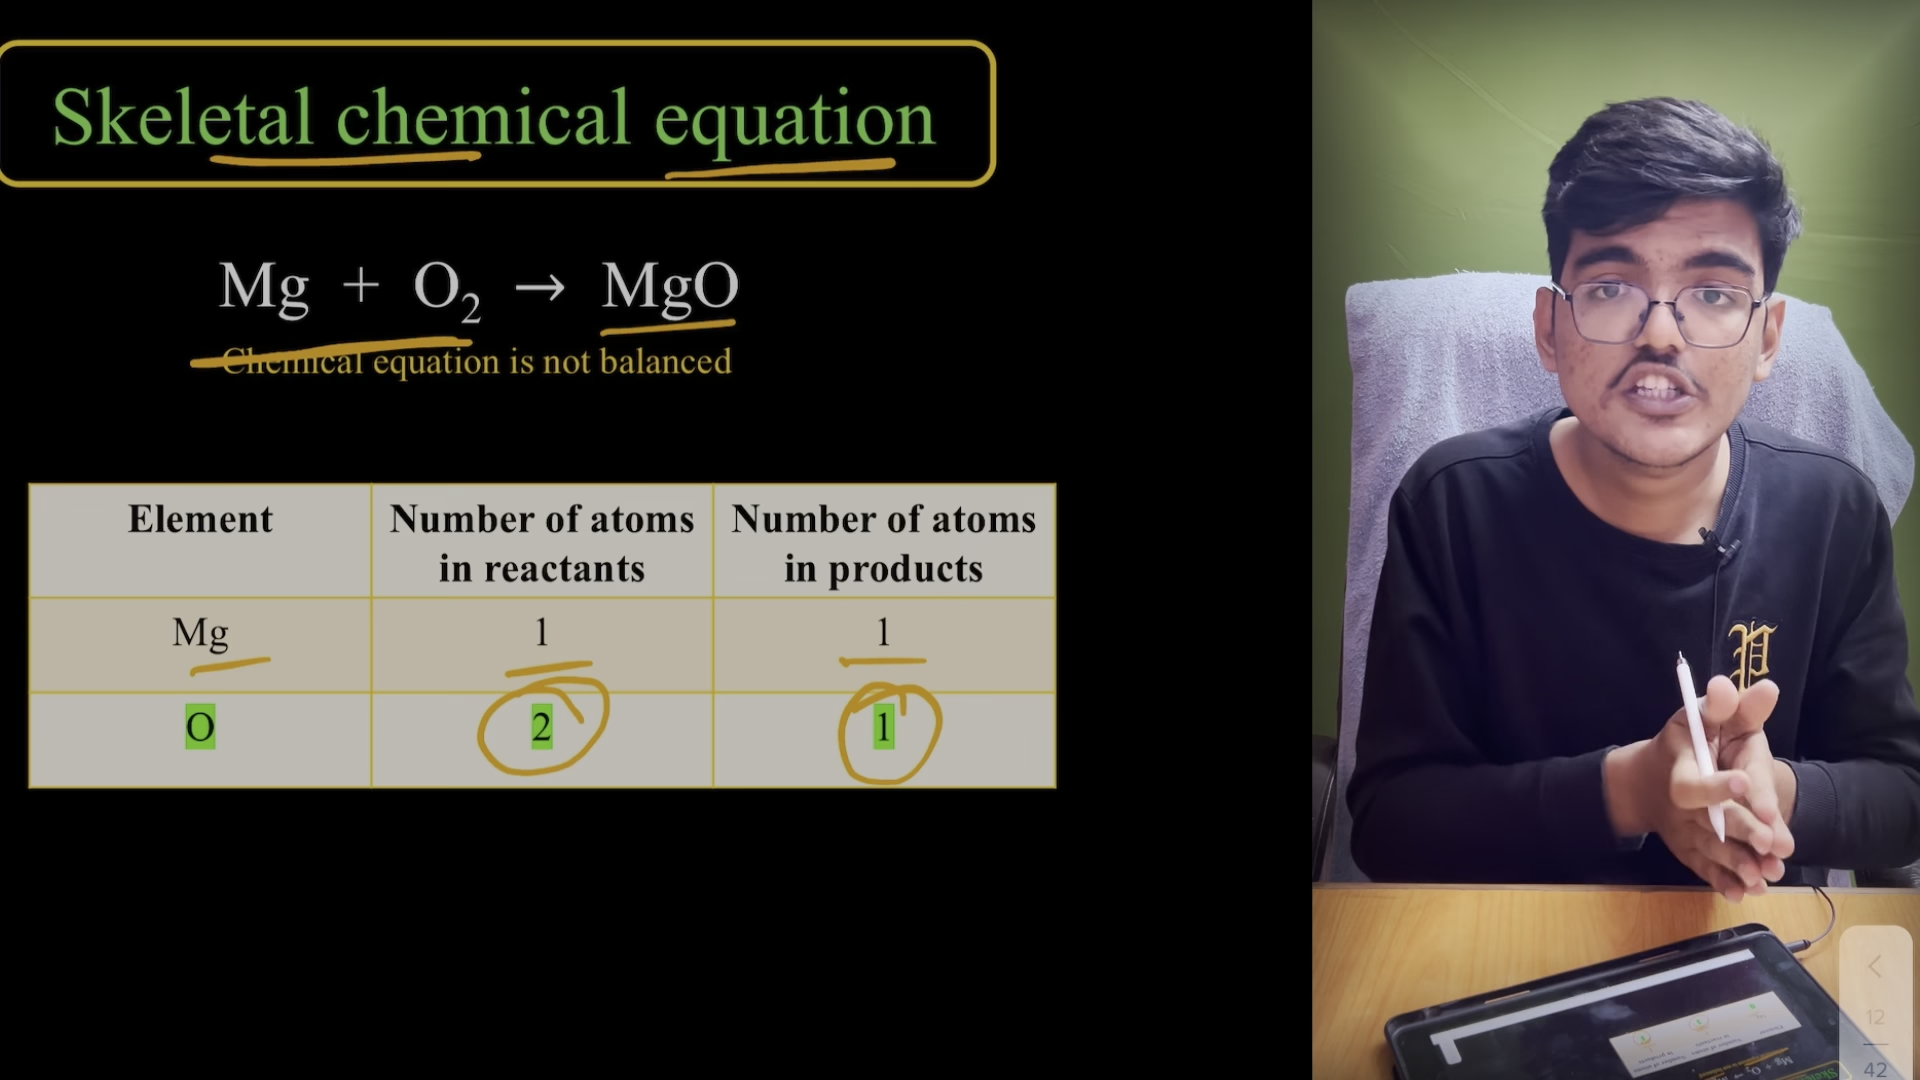 Skeletal chemical equation
Mg + O₂ → MgO
Chemical equation is not balanced
Element
Number of atoms in reactants
Number of atoms in products
Mg 1 1
O 2 1
P
12
42